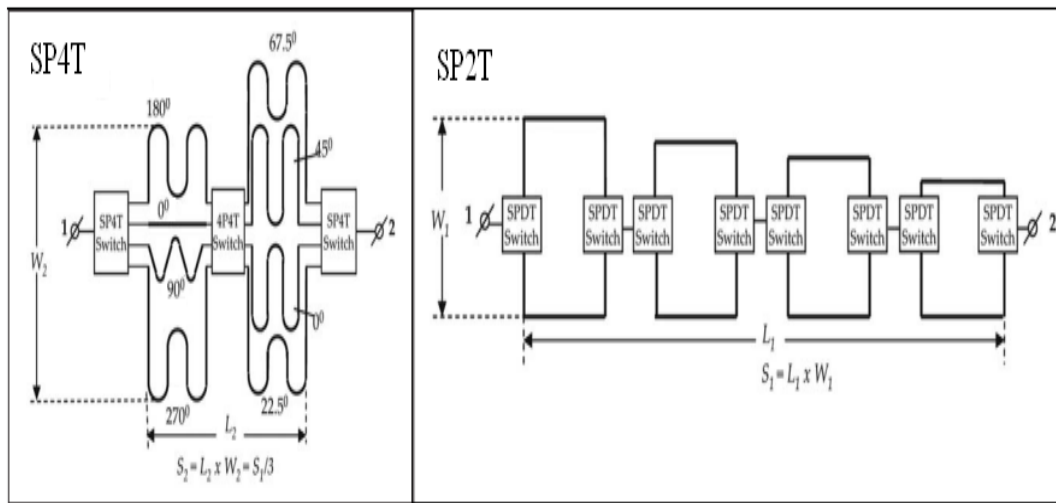 SP4T
67.5⁰
180⁰
45⁰
0⁰
SP4T
Switch
4P4T
Switch
SP4T
Switch
1
2
W₂
90⁰
0⁰
270⁰
22.5⁰
L₂
S₂ = L₂ x W₂ = S₁/3
SP2T
W₁
1
SPDT
Switch
SPDT
Switch
SPDT
Switch
SPDT
Switch
SPDT
Switch
SPDT
Switch
SPDT
Switch
SPDT
Switch
2
L₁
S₁ = L₁ x W₁